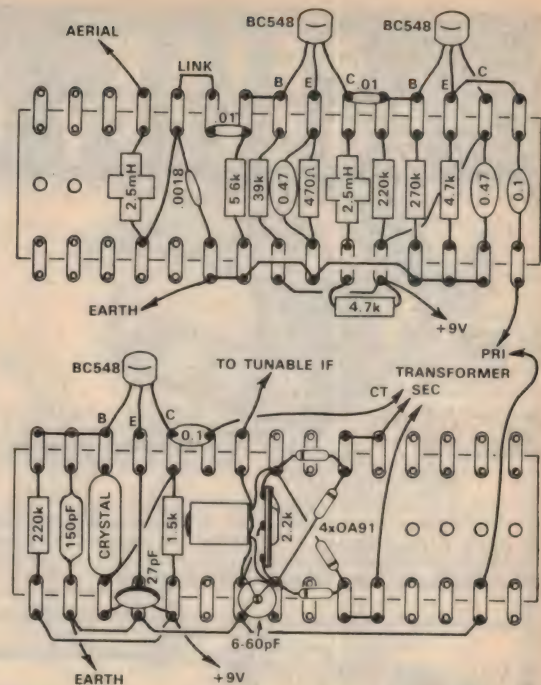 BC548 BC548
AERIAL
LINK
B E C .01 B E C
.01
2.5mH .0018 5.6k 39k 0.47 470Ω 2.5mH 220k 270k 4.7k 0.47 0.1
4.7k
EARTH +9V
PRI
BC548 TO TUNABLE IF TRANSFORMER
CT SEC
B E C 0.1
220k 150pF CRYSTAL 27pF 1.5k 2.2k 4xOA91
6-60pF
EARTH +9V